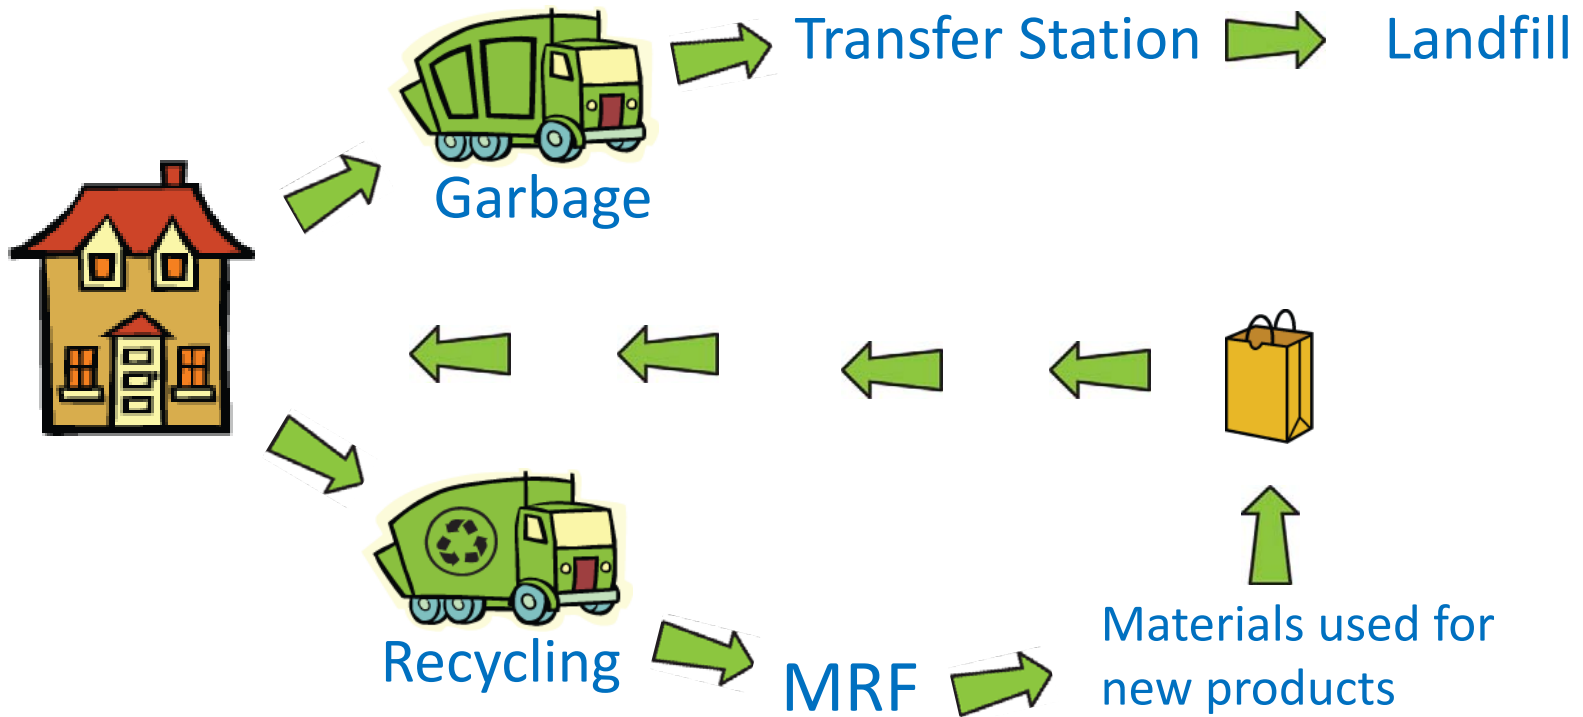 Transfer Station
Landfill
Garbage
Recycling
MRF
Materials used for
new products